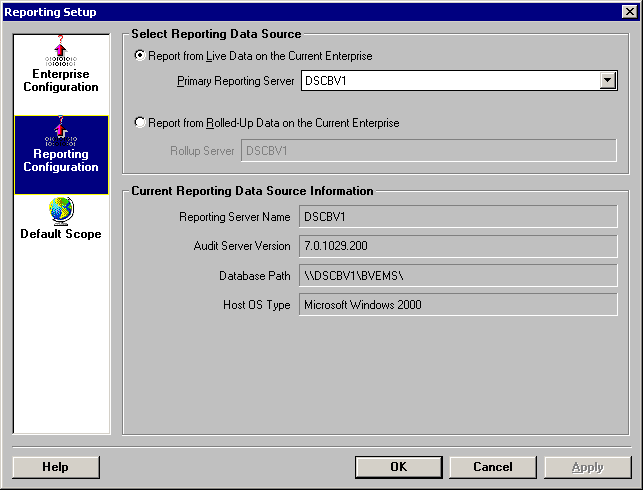 Reporting Setup
Enterprise
Configuration
Reporting
Configuration
Default Scope
Select Reporting Data Source
Report from Live Data on the Current Enterprise
Primary Reporting Server DSCBV1
Report from Rolled-Up Data on the Current Enterprise
Rollup Server DSCBV1
Current Reporting Data Source Information
Reporting Server Name DSCBV1
Audit Server Version 7.0.1029.200
Database Path \\DSCBV1\BVEMS\
Host OS Type Microsoft Windows 2000
Help OK Cancel Apply